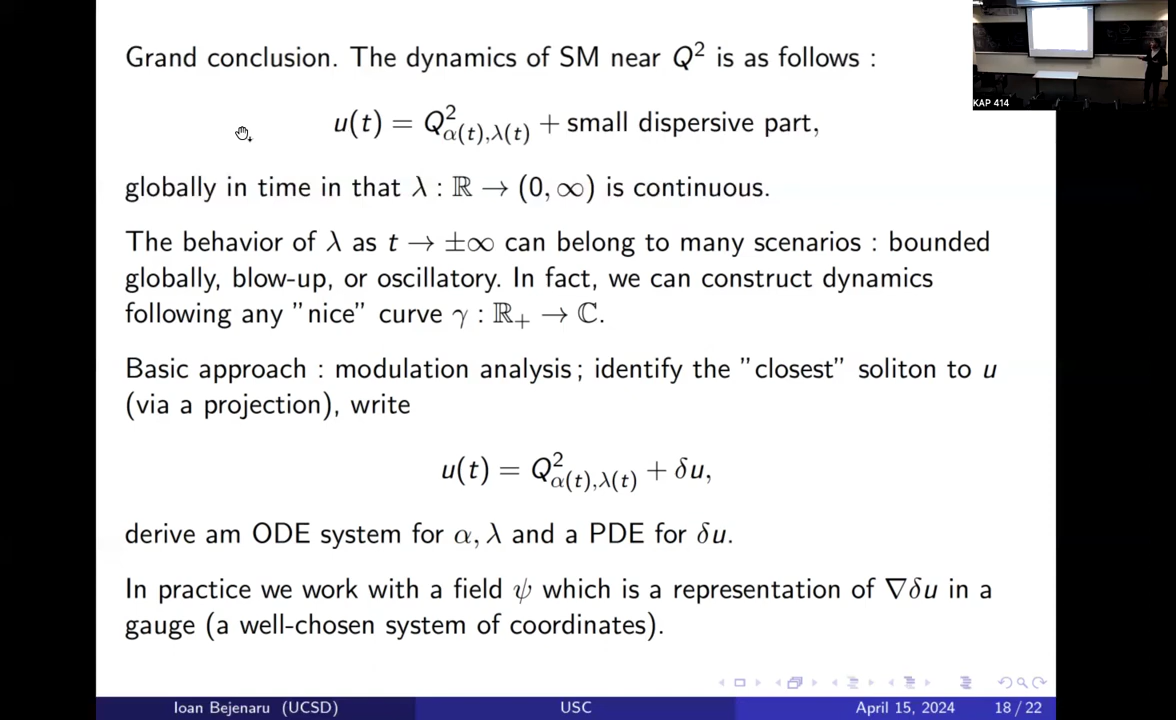 Grand conclusion. The dynamics of SM near Q² is as follows :
u(t) = Q²_{α(t),λ(t)} + small dispersive part,
globally in time in that λ : ℝ → (0, ∞) is continuous.
The behavior of λ as t → ±∞ can belong to many scenarios : bounded
globally, blow-up, or oscillatory. In fact, we can construct dynamics
following any ”nice” curve γ : ℝ₊ → ℂ.
Basic approach : modulation analysis ; identify the ”closest” soliton to u
(via a projection), write
u(t) = Q²_{α(t),λ(t)} + δu,
derive am ODE system for α, λ and a PDE for δu.
In practice we work with a field ψ which is a representation of ∇δu in a
gauge (a well-chosen system of coordinates).
Ioan Bejenaru (UCSD) USC April 15, 2024 18 / 22
KAP 414